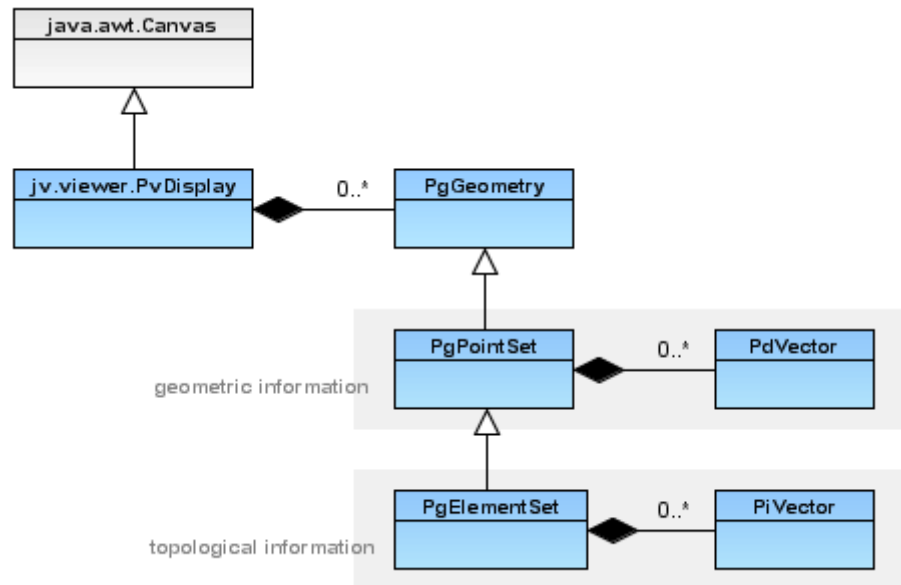 java.awt.Canvas
jv.viewer.PvDisplay
0..*
PgGeometry
PgPointSet
0..*
PdVector
geometric information
PgElementSet
0..*
PiVector
topological information